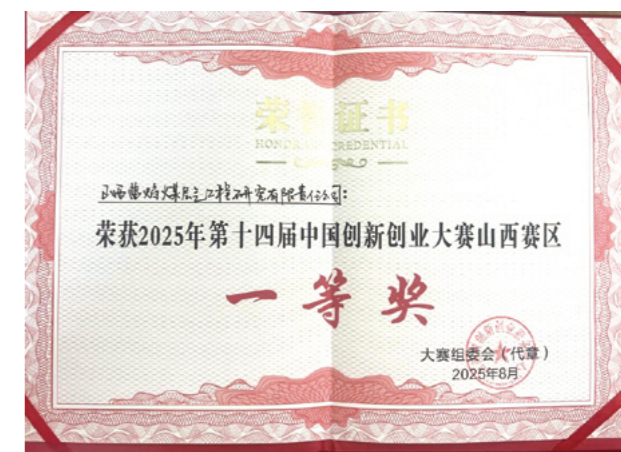 荣誉证书
HONORARY CREDENTIAL
山西蓝焰煤层气工程研究有限责任公司：
荣获2025年第十四届中国创新创业大赛山西赛区
一等奖
大赛组委会（代章）
2025年8月